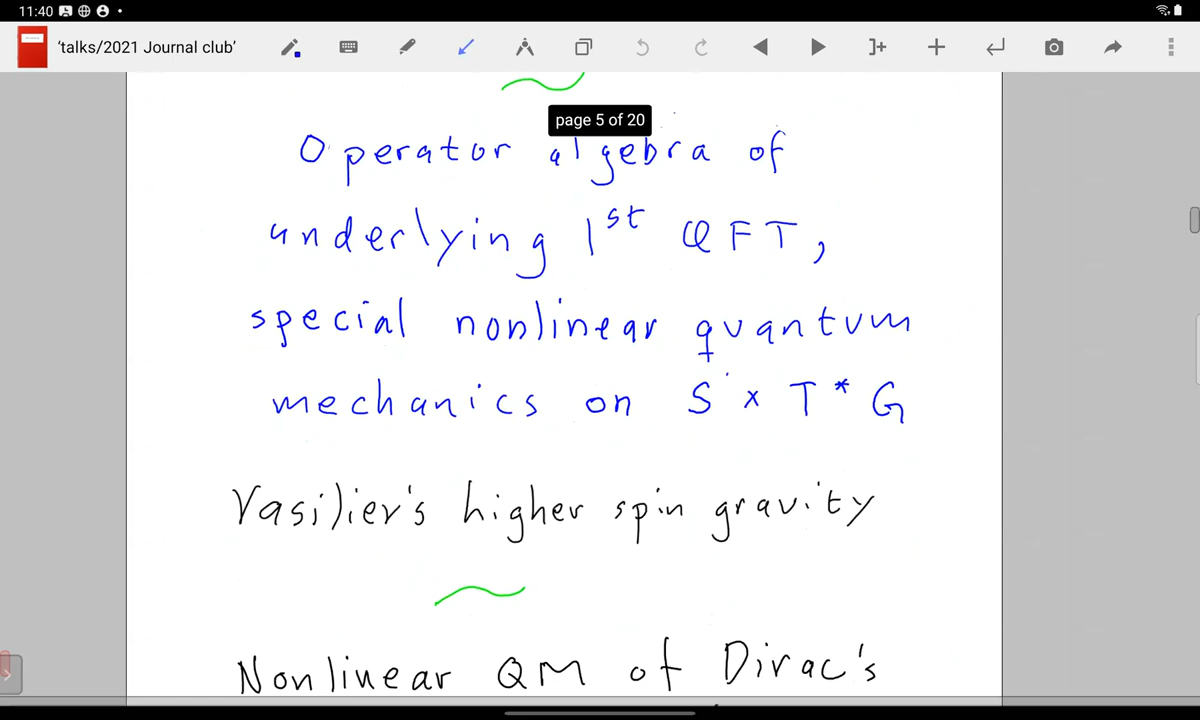 11:40
'talks/2021 Journal club'
page 5 of 20
Operator algebra of
underlying 1st QFT,
special nonlinear quantum
mechanics on S x T* G
Vasiliev's higher spin gravity
Nonlinear QM of Dirac's